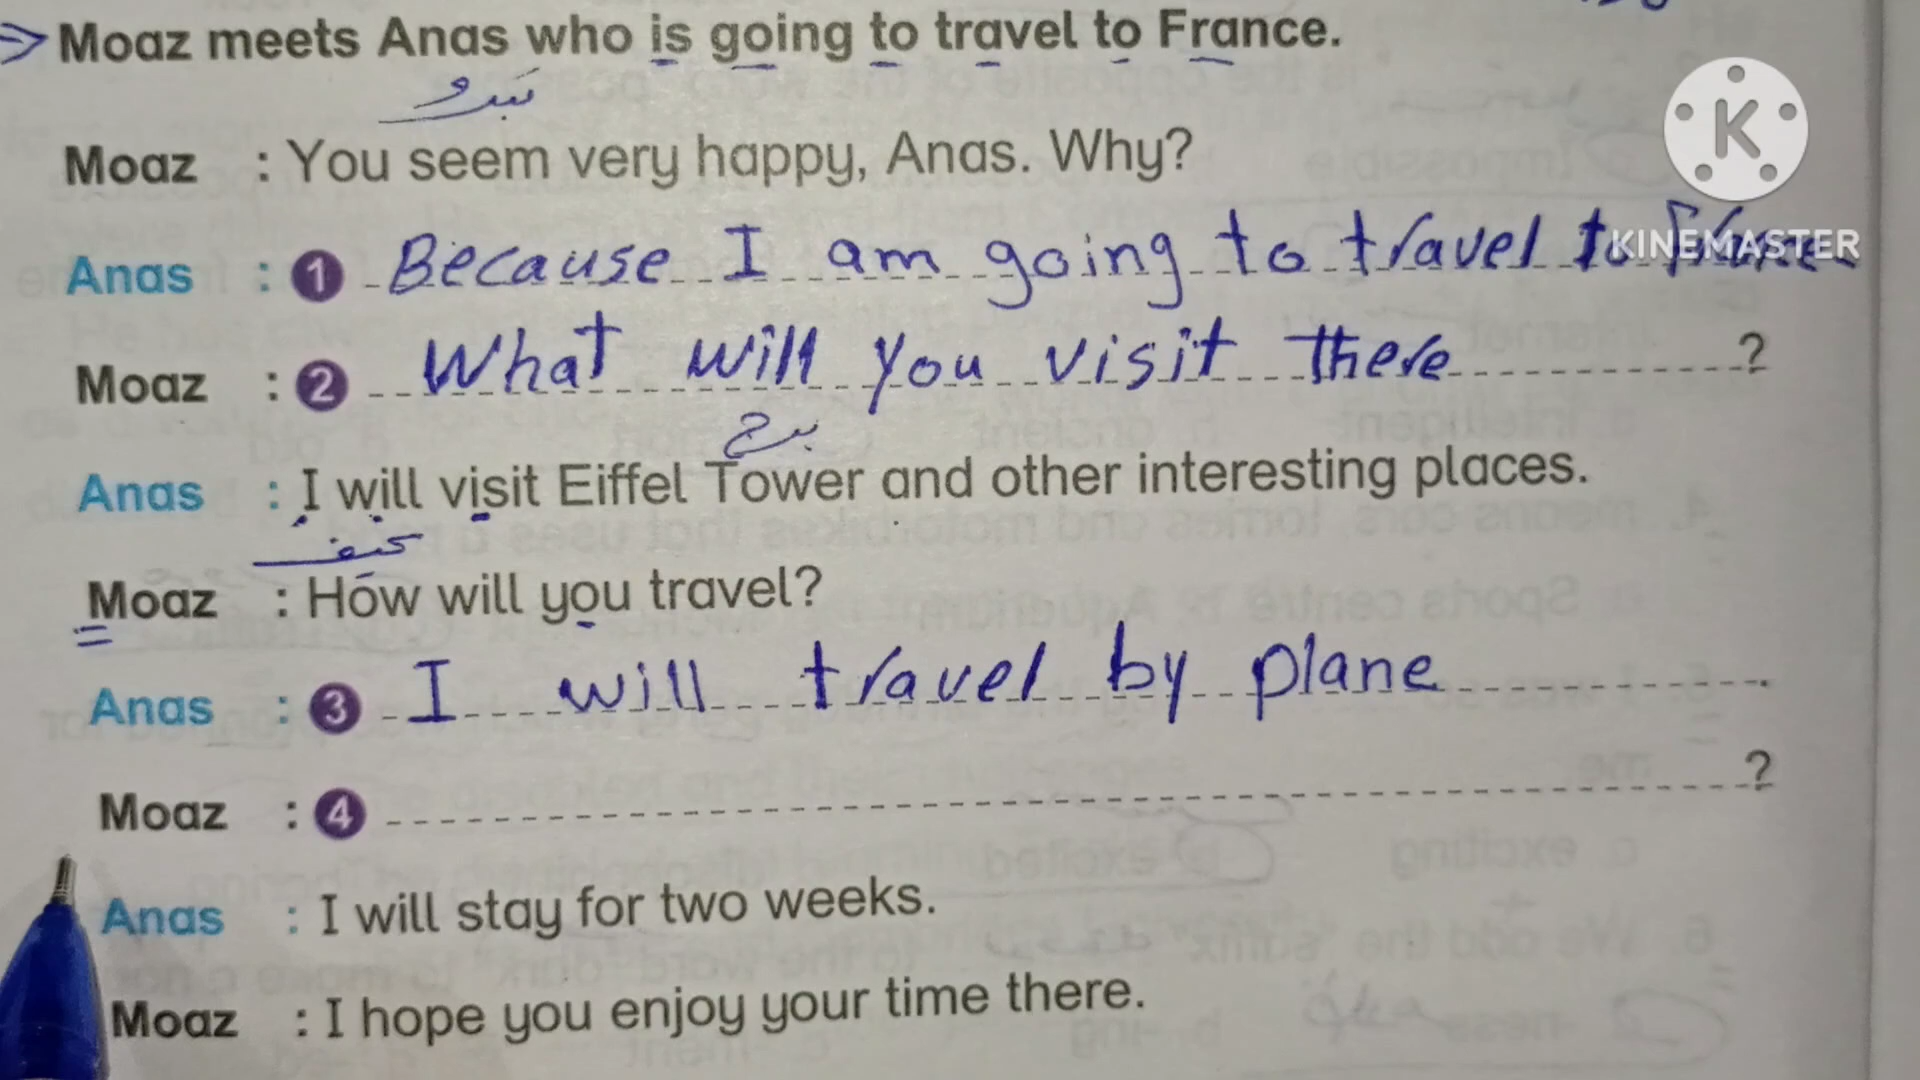 Moaz meets Anas who is going to travel to France.
تبدو
Moaz : You seem very happy, Anas. Why?
K
KINEMASTER
Anas : 1 Because I am going to travel to France
Moaz : 2 What will you visit there ?
برج
Anas : I will visit Eiffel Tower and other interesting places.
كيف
Moaz : How will you travel?
Anas : 3 I will travel by plane .
Moaz : 4 ?
Anas : I will stay for two weeks.
Moaz : I hope you enjoy your time there.